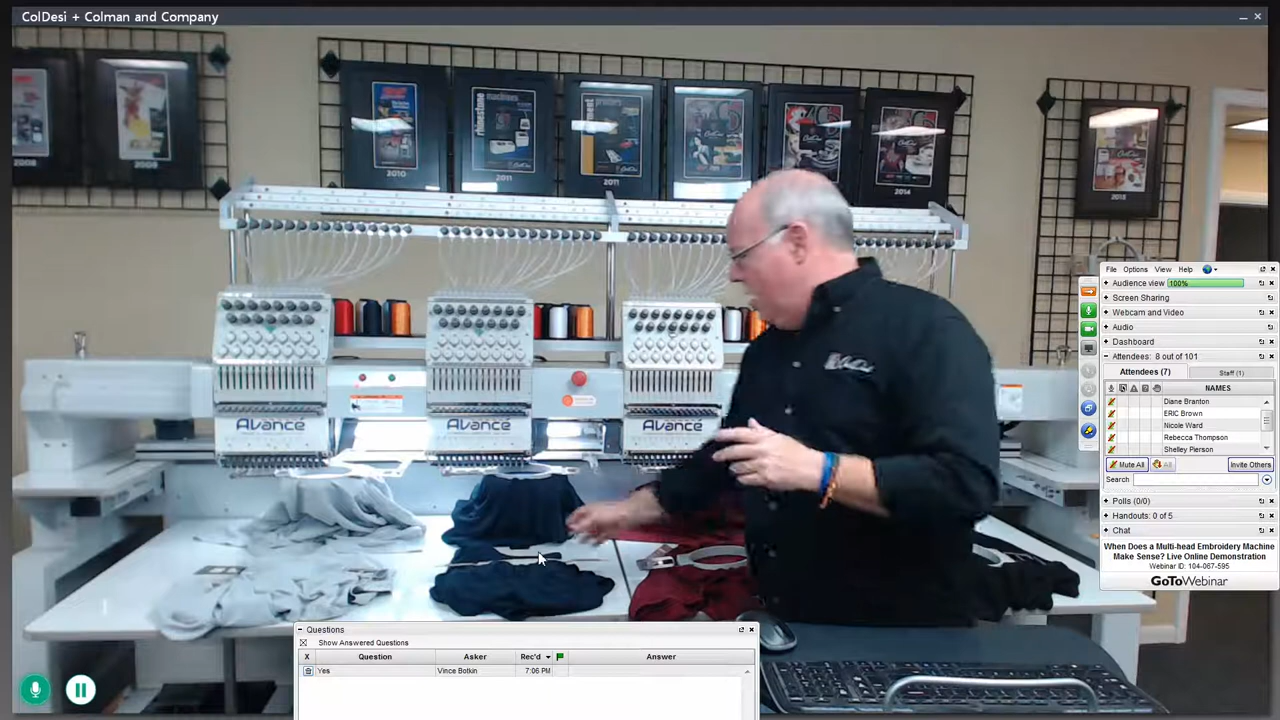 ColDesi + Colman and Company
2008
2009
2010
2011
2011
2014
AVANCE
AVANCE
AVANCE
File Options View Help
Audience view 100%
Screen Sharing
Webcam and Video
Audio
Dashboard
Attendees: 8 out of 101
Attendees (7) Staff (1)
NAMES
Diane Branton
ERIC Brown
Nicole Ward
Rebecca Thompson
Shelley Pierson
Mute All All Invite Others
Search
Polls (0/0)
Handouts: 0 of 5
Chat
When Does a Multi-head Embroidery Machine
Make Sense? Live Online Demonstration
Webinar ID: 104-067-595
GoToWebinar
Questions
Show Answered Questions
X Question Asker Rec'd Answer
Yes Vince Botkin 7:06 PM